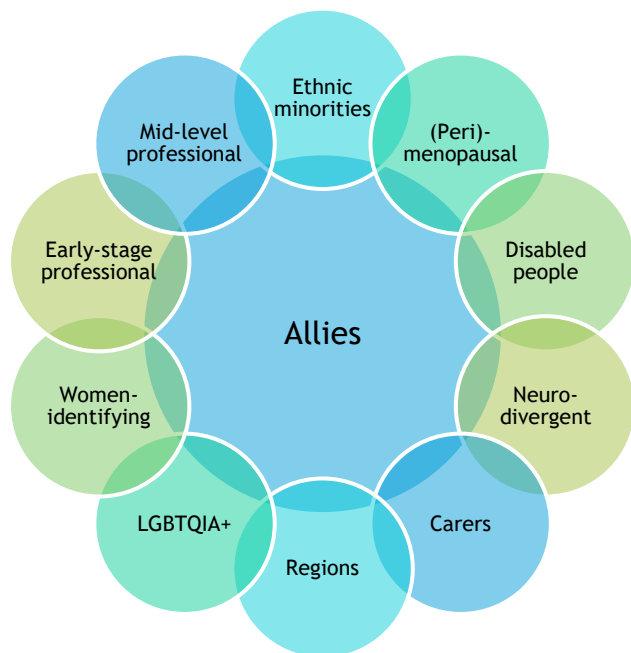 Ethnic
minorities
(Peri)-
menopausal
Disabled
people
Neuro-
divergent
Carers
Regions
LGBTQIA+
Women-
identifying
Early-stage
professional
Mid-level
professional
Allies